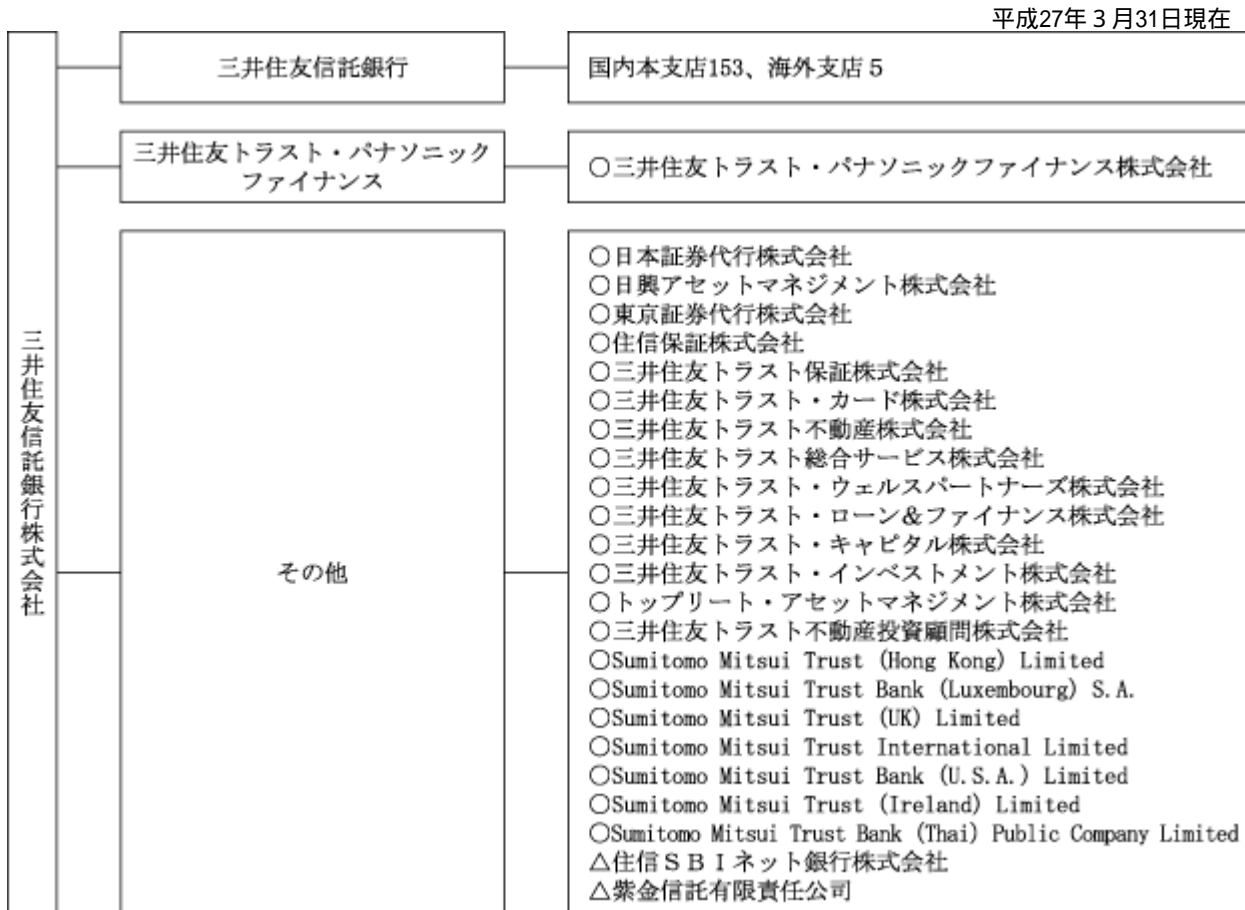 平成27年３月31日現在
三井住友信託銀行株式会社
三井住友信託銀行
国内本支店153、海外支店５
三井住友トラスト・パナソニック
ファイナンス
○三井住友トラスト・パナソニックファイナンス株式会社
その他
○日本証券代行株式会社
○日興アセットマネジメント株式会社
○東京証券代行株式会社
○住信保証株式会社
○三井住友トラスト保証株式会社
○三井住友トラスト・カード株式会社
○三井住友トラスト不動産株式会社
○三井住友トラスト総合サービス株式会社
○三井住友トラスト・ウェルスパートナーズ株式会社
○三井住友トラスト・ローン＆ファイナンス株式会社
○三井住友トラスト・キャピタル株式会社
○三井住友トラスト・インベストメント株式会社
○トップリート・アセットマネジメント株式会社
○三井住友トラスト不動産投資顧問株式会社
○Sumitomo Mitsui Trust (Hong Kong) Limited
○Sumitomo Mitsui Trust Bank (Luxembourg) S.A.
○Sumitomo Mitsui Trust (UK) Limited
○Sumitomo Mitsui Trust International Limited
○Sumitomo Mitsui Trust Bank (U.S.A.) Limited
○Sumitomo Mitsui Trust (Ireland) Limited
○Sumitomo Mitsui Trust Bank (Thai) Public Company Limited
△住信ＳＢＩネット銀行株式会社
△紫金信託有限責任公司